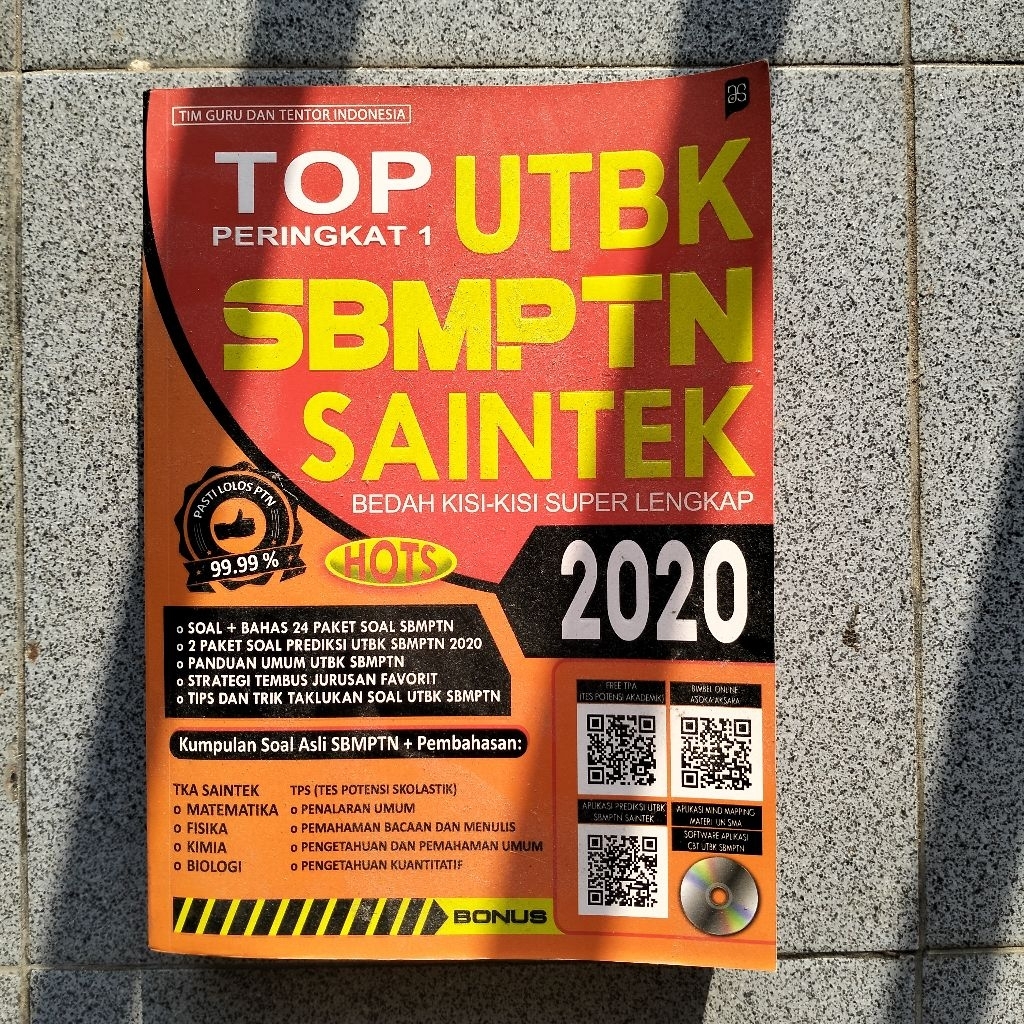 TIM GURU DAN TENTOR INDONESIA
as
TOP UTBK
PERINGKAT 1
SBMPTN
SAINTEK
BEDAH KISI-KISI SUPER LENGKAP
PASTI LOLOS PTN
99.99 %
HOTS
2020
o SOAL + BAHAS 24 PAKET SOAL SBMPTN
o 2 PAKET SOAL PREDIKSI UTBK SBMPTN 2020
o PANDUAN UMUM UTBK SBMPTN
o STRATEGI TEMBUS JURUSAN FAVORIT
o TIPS DAN TRIK TAKLUKAN SOAL UTBK SBMPTN
Kumpulan Soal Asli SBMPTN + Pembahasan:
TKA SAINTEK
o MATEMATIKA
o FISIKA
o KIMIA
o BIOLOGI
TPS (TES POTENSI SKOLASTIK)
o PENALARAN UMUM
o PEMAHAMAN BACAAN DAN MENULIS
o PENGETAHUAN DAN PEMAHAMAN UMUM
o PENGETAHUAN KUANTITATIF
BONUS
FREE TPA
(TES POTENSI AKADEMIK)
BIMBEL ONLINE
ASOKA AKSARA
APLIKASI PREDIKSI UTBK
SBMPTN SAINTEK
APLIKASI MIND MAPPING
MATERI UN SMA
SOFTWARE APLIKASI
CBT UTBK SBMPTN